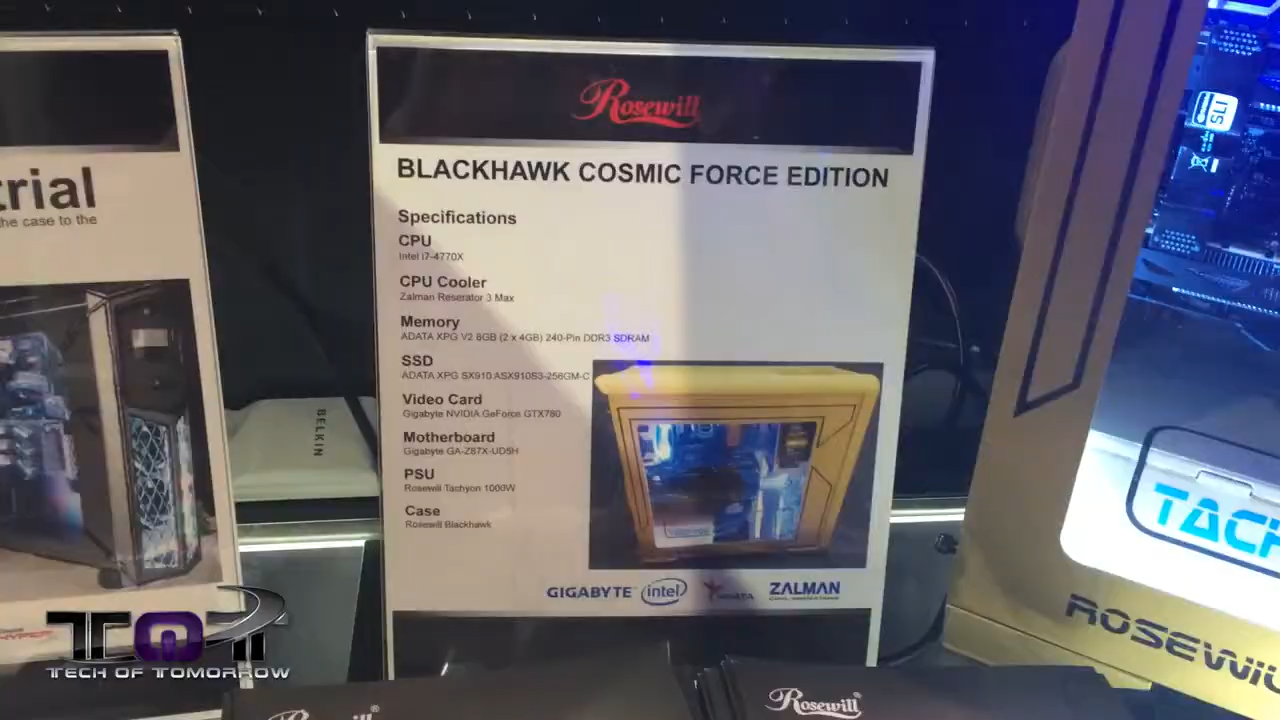 trial
the case to the
BELKIN
Rosewill
BLACKHAWK COSMIC FORCE EDITION
Specifications
CPU
Intel i7-4770X
CPU Cooler
Zalman Reserator 3 Max
Memory
ADATA XPG V2 8GB (2 x 4GB) 240-Pin DDR3 SDRAM
SSD
ADATA XPG SX910 ASX910S3-256GM-C
Video Card
Gigabyte NVIDIA GeForce GTX780
Motherboard
Gigabyte GA-Z87X-UD5H
PSU
Rosewill Tachyon 1000W
Case
Rosewill Blackhawk
GIGABYTE intel ADATA ZALMAN
SLI
TACH
ROSEWIL
TOT
TECH OF TOMORROW
Rosewill®
Rosewill®